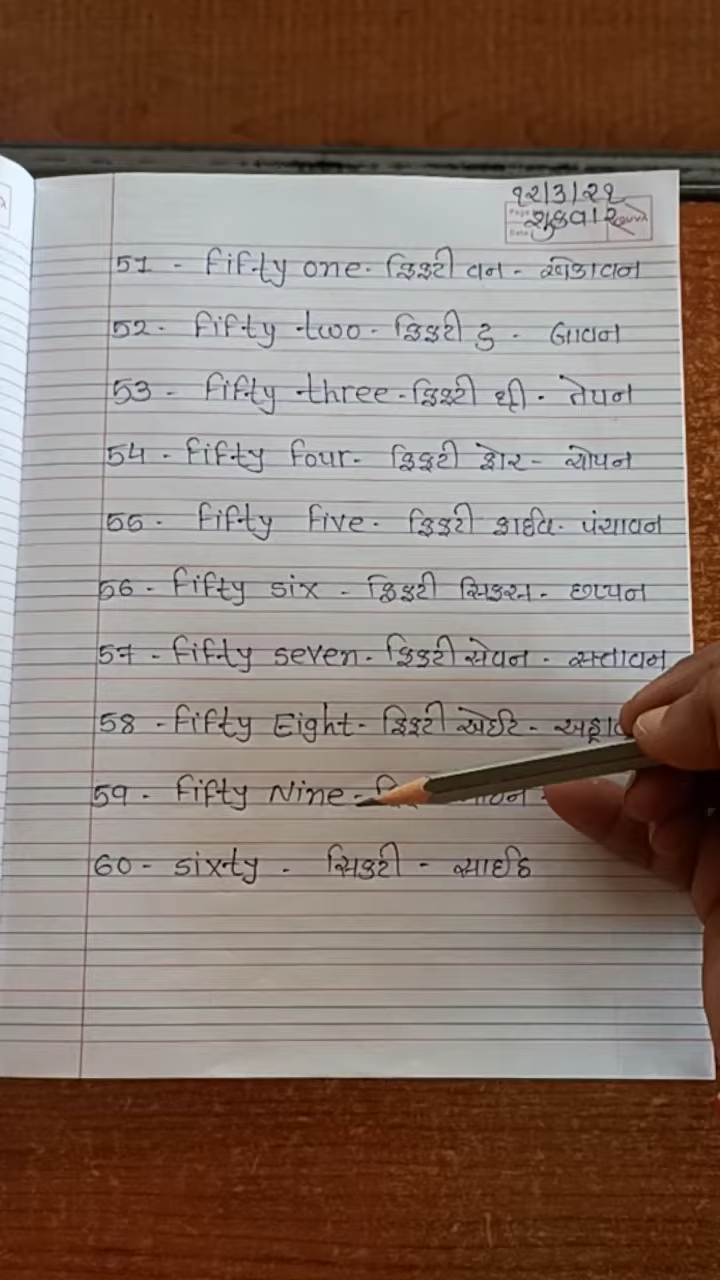 ૧૨/3/૨૧
શુક્રવાર
51 - Fifty one - ફિફ્ટી વન - એકાવન
52 - Fifty two - ફિફ્ટી ટુ - બાવન
53 - Fifty three - ફિફ્ટી થ્રી - તેપન
54 - Fifty four - ફિફ્ટી ફોર - ચોપન
55 - Fifty Five - ફિફ્ટી ફાઈવ - પંચાવન
56 - Fifty six - ફિફ્ટી સિક્સ - છપ્પન
57 - Fifty seven - ફિફ્ટી સેવન - સત્તાવન
58 - Fifty Eight - ફિફ્ટી એઈટ -
59 - Fifty Nine -
60 - sixty - સિક્ટી - સાઈઠ